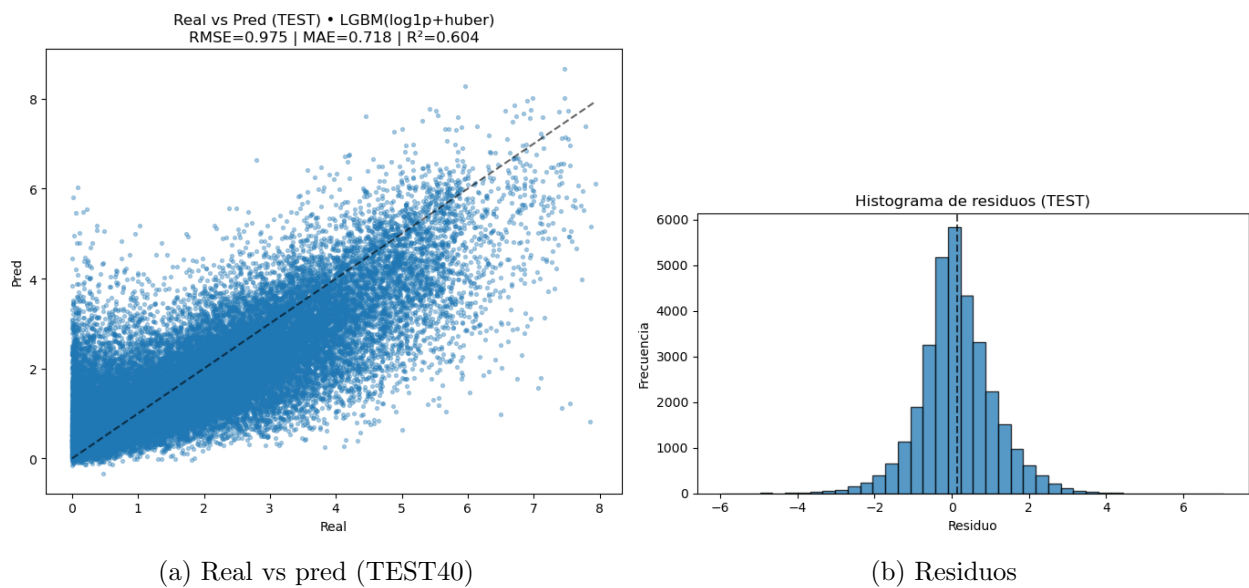 Real vs Pred (TEST) • LGBM(log1p+huber)
RMSE=0.975 | MAE=0.718 | R²=0.604
Pred
8
6
4
2
0
0 1 2 3 4 5 6 7 8
Real
(a) Real vs pred (TEST40)
Histograma de residuos (TEST)
Frecuencia
6000
5000
4000
3000
2000
1000
0
−6 −4 −2 0 2 4 6
Residuo
(b) Residuos